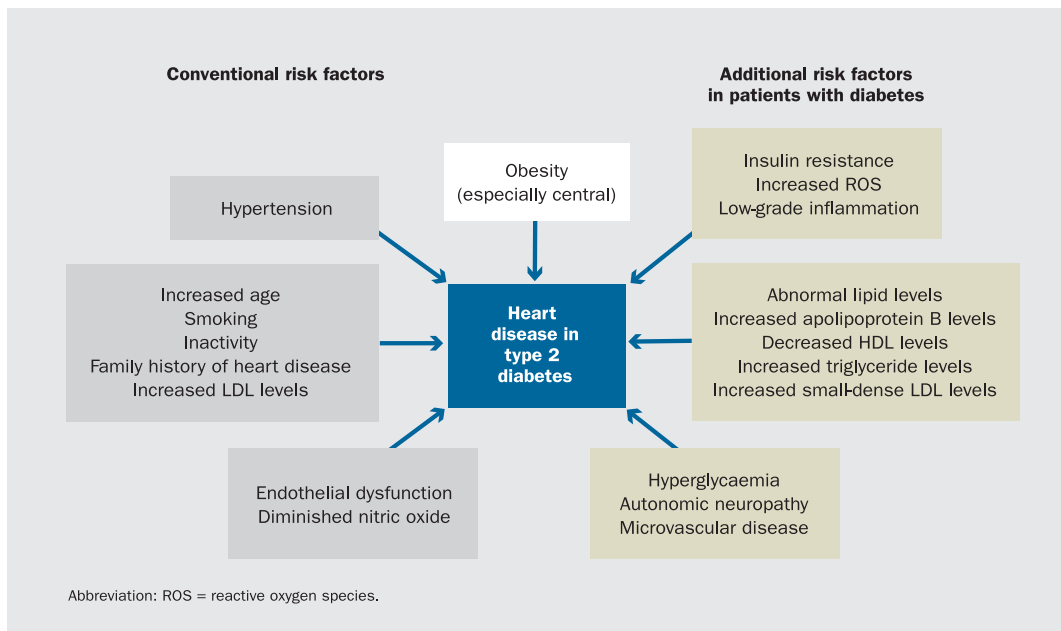 Conventional risk factors
Additional risk factors
in patients with diabetes
Obesity
(especially central)
Hypertension
Insulin resistance
Increased ROS
Low-grade inflammation
Increased age
Smoking
Inactivity
Family history of heart disease
Increased LDL levels
Heart
disease in
type 2
diabetes
Abnormal lipid levels
Increased apolipoprotein B levels
Decreased HDL levels
Increased triglyceride levels
Increased small-dense LDL levels
Endothelial dysfunction
Diminished nitric oxide
Hyperglycaemia
Autonomic neuropathy
Microvascular disease
Abbreviation: ROS = reactive oxygen species.